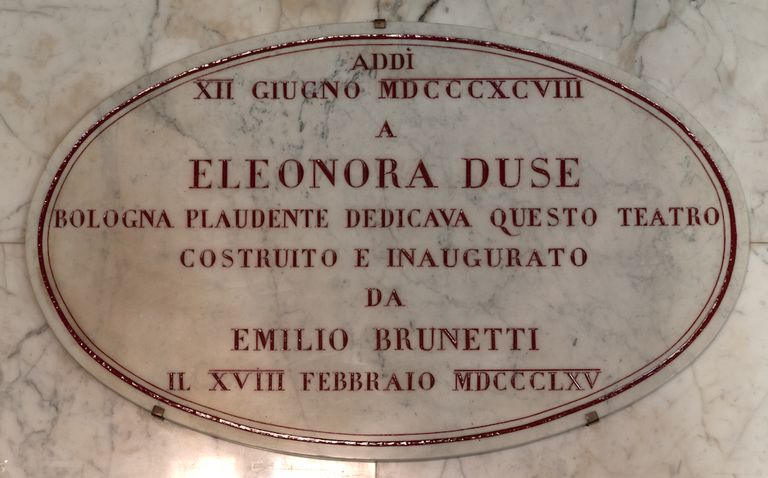 ADDÌ
XII GIUGNO MDCCCXCVIII
A
ELEONORA DUSE
BOLOGNA PLAUDENTE DEDICAVA QUESTO TEATRO
COSTRUITO E INAUGURATO
DA
EMILIO BRUNETTI
IL XVIII FEBBRAIO MDCCCLXV